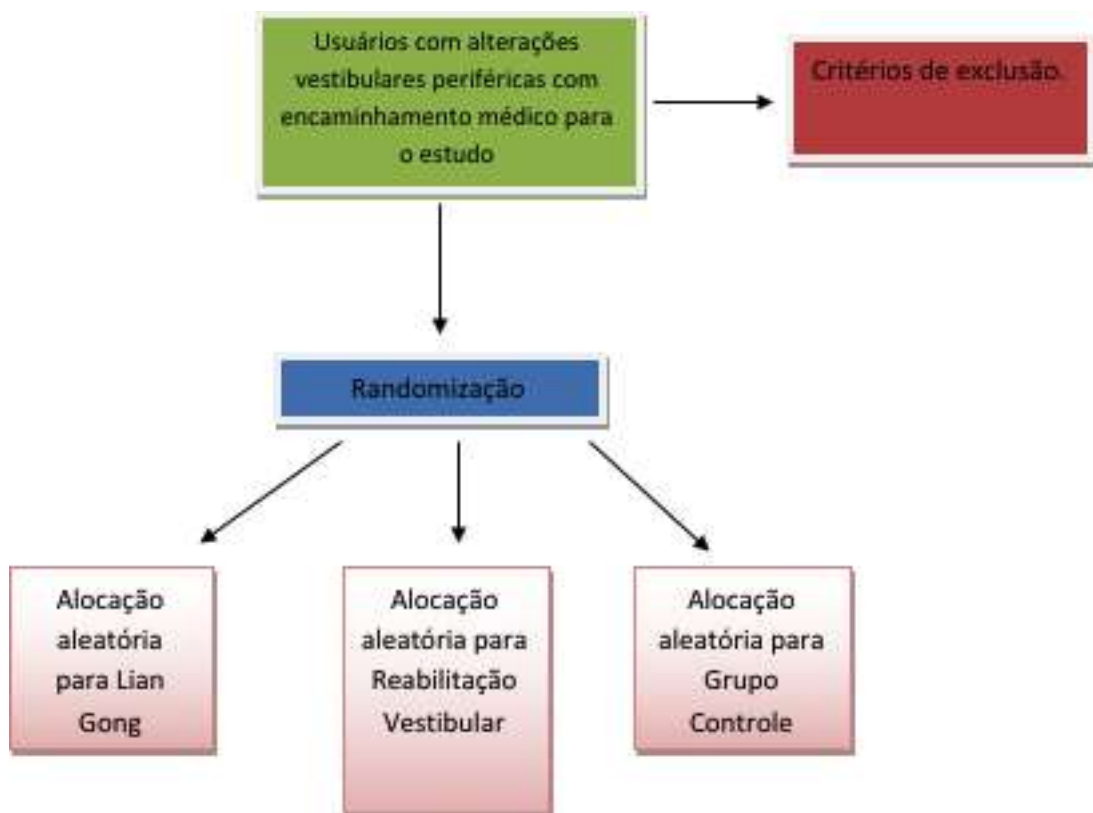 Usuários com alterações
vestibulares periféricas com
encaminhamento médico para
o estudo
Critérios de exclusão.
Randomização
Alocação
aleatória
para Lian
Gong
Alocação
aleatória para
Reabilitação
Vestibular
Alocação
aleatória para
Grupo
Controle